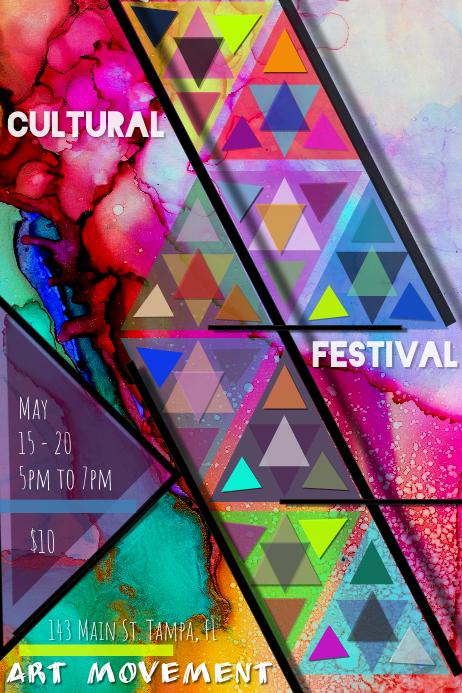 CULTURAL
FESTIVAL
MAY
15 - 20
5PM TO 7PM
$10
143 MAIN ST. TAMPA, FL
ART MOVEMENT